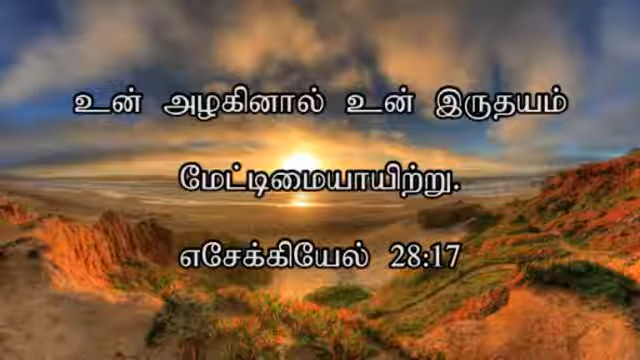 உன் அழகினால் உன் இருதயம்
மேட்டிமையாயிற்று.
எசேக்கியேல் 28:17